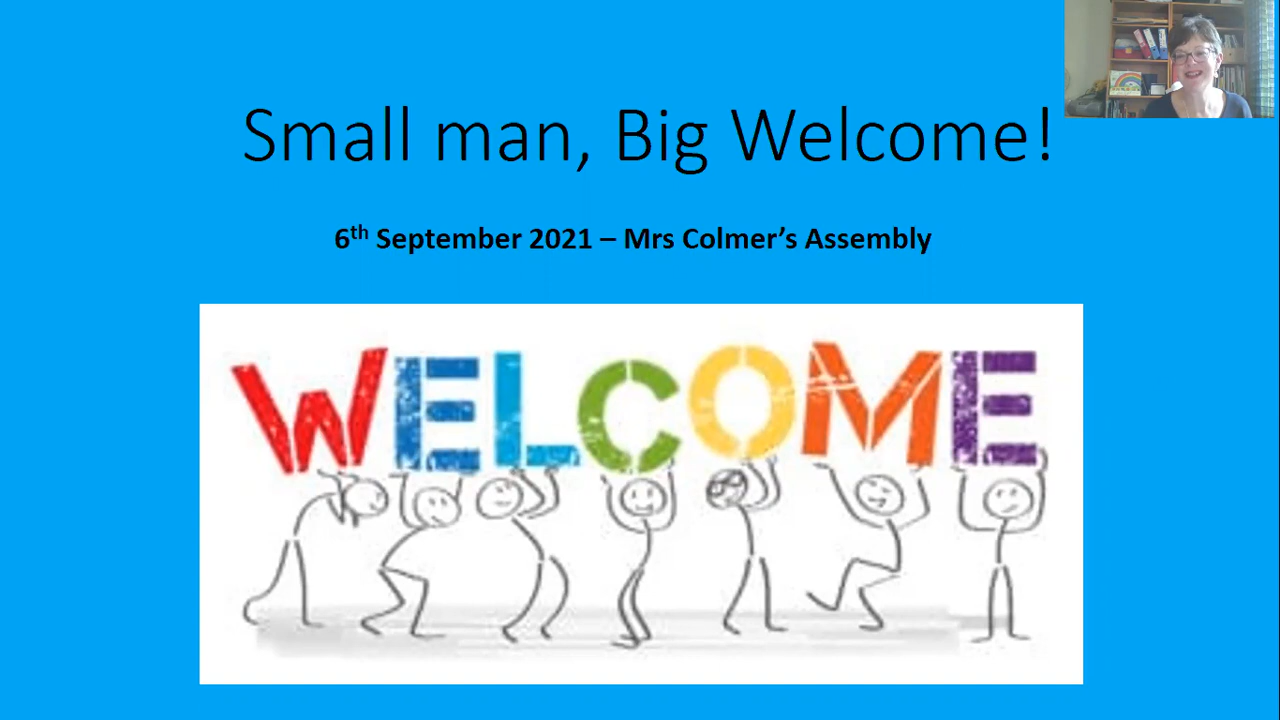 Small man, Big Welcome!
6th September 2021 – Mrs Colmer’s Assembly
WELCOME